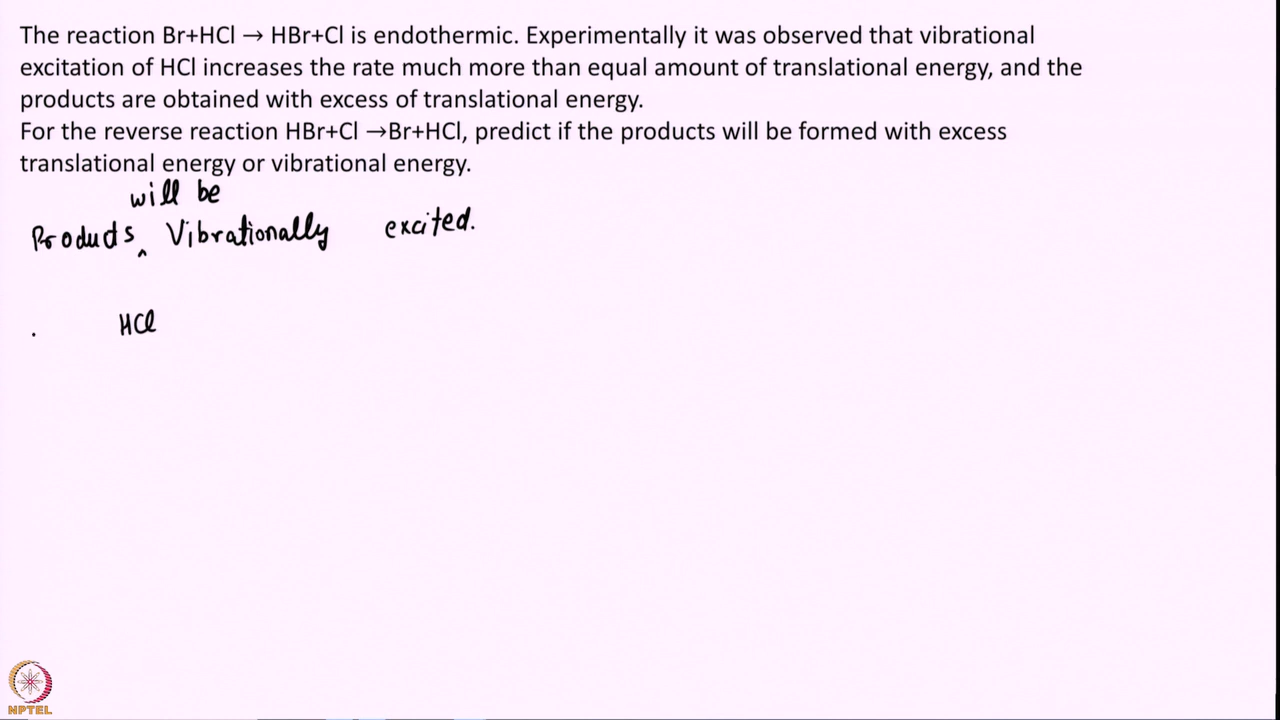 The reaction Br+HCl → HBr+Cl is endothermic. Experimentally it was observed that vibrational
excitation of HCl increases the rate much more than equal amount of translational energy, and the
products are obtained with excess of translational energy.
For the reverse reaction HBr+Cl →Br+HCl, predict if the products will be formed with excess
translational energy or vibrational energy.
will be
Products ‸ Vibrationally excited.
. HCl
NPTEL